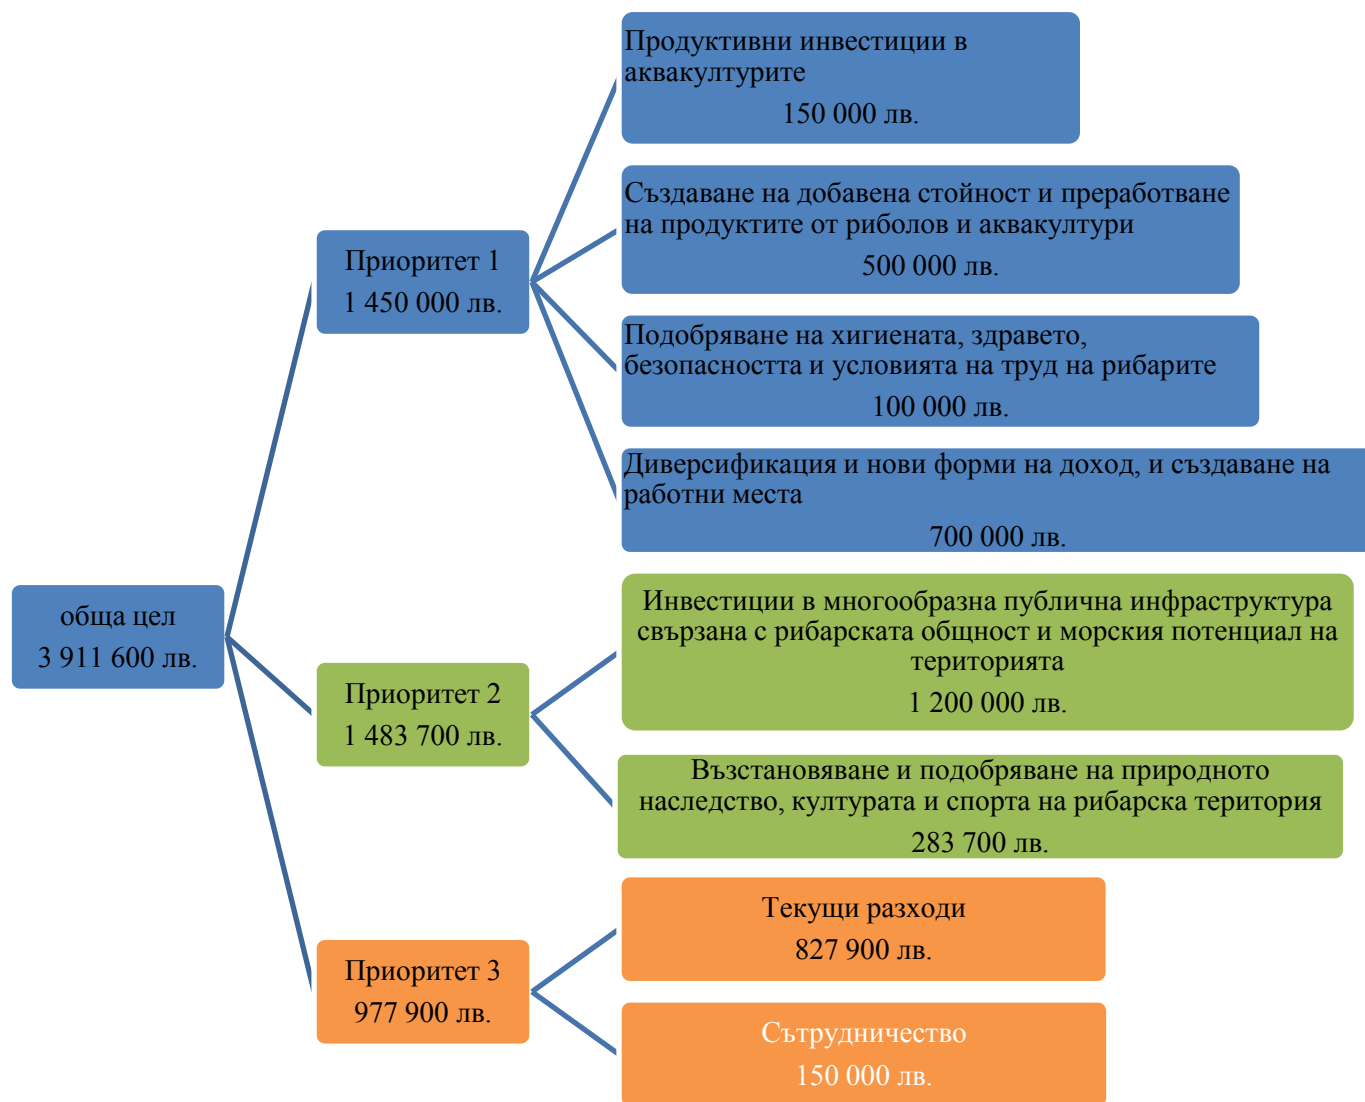 Продуктивни инвестиции в
аквакултурите
150 000 лв.
Създаване на добавена стойност и преработване
на продуктите от риболов и аквакултури
500 000 лв.
Приоритет 1
1 450 000 лв.
Подобряване на хигиената, здравето,
безопасността и условията на труд на рибарите
100 000 лв.
Диверсификация и нови форми на доход, и създаване на
работни места
700 000 лв.
обща цел
3 911 600 лв.
Инвестиции в многообразна публична инфраструктура
свързана с рибарската общност и морския потенциал на
територията
1 200 000 лв.
Приоритет 2
1 483 700 лв.
Възстановяване и подобряване на природното
наследство, културата и спорта на рибарска територия
283 700 лв.
Текущи разходи
827 900 лв.
Приоритет 3
977 900 лв.
Сътрудничество
150 000 лв.